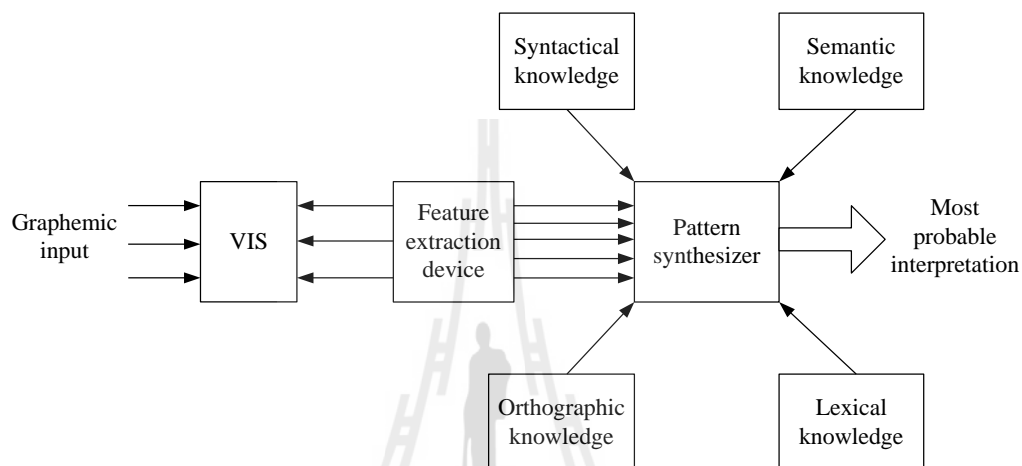 Syntactical
knowledge
Semantic
knowledge
Graphemic
input
VIS
Feature
extraction
device
Pattern
synthesizer
Most
probable
interpretation
Orthographic
knowledge
Lexical
knowledge